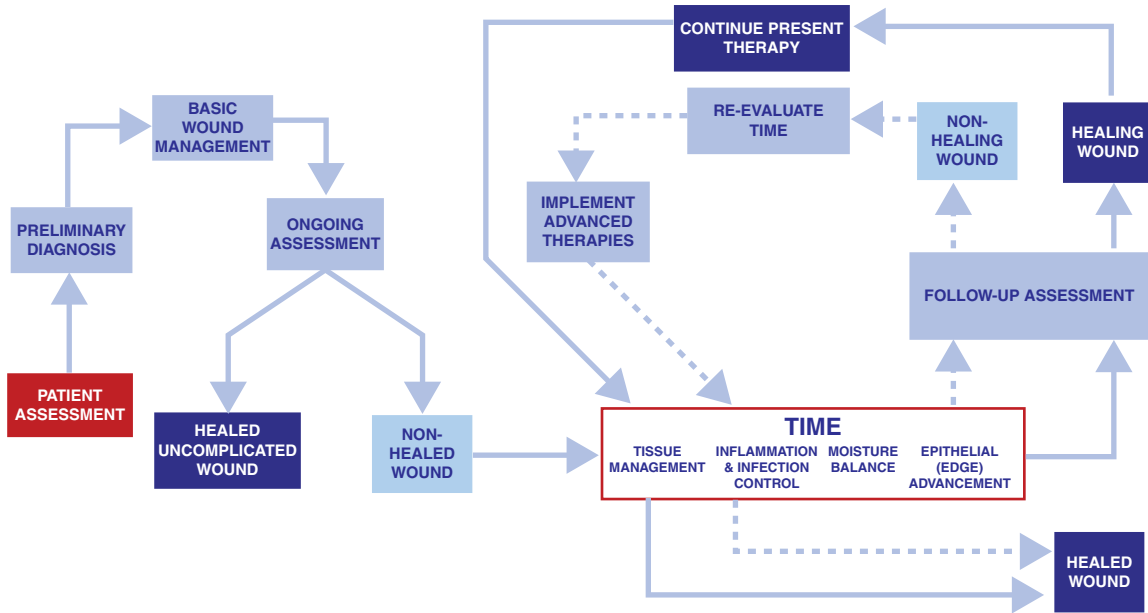 CONTINUE PRESENT
THERAPY
BASIC
WOUND
MANAGEMENT
RE-EVALUATE
TIME
NON-
HEALING
WOUND
HEALING
WOUND
PRELIMINARY
DIAGNOSIS
ONGOING
ASSESSMENT
IMPLEMENT
ADVANCED
THERAPIES
FOLLOW-UP ASSESSMENT
PATIENT
ASSESSMENT
HEALED
UNCOMPLICATED
WOUND
NON-
HEALED
WOUND
TIME
TISSUE
MANAGEMENT
INFLAMMATION
& INFECTION
CONTROL
MOISTURE
BALANCE
EPITHELIAL
(EDGE)
ADVANCEMENT
HEALED
WOUND